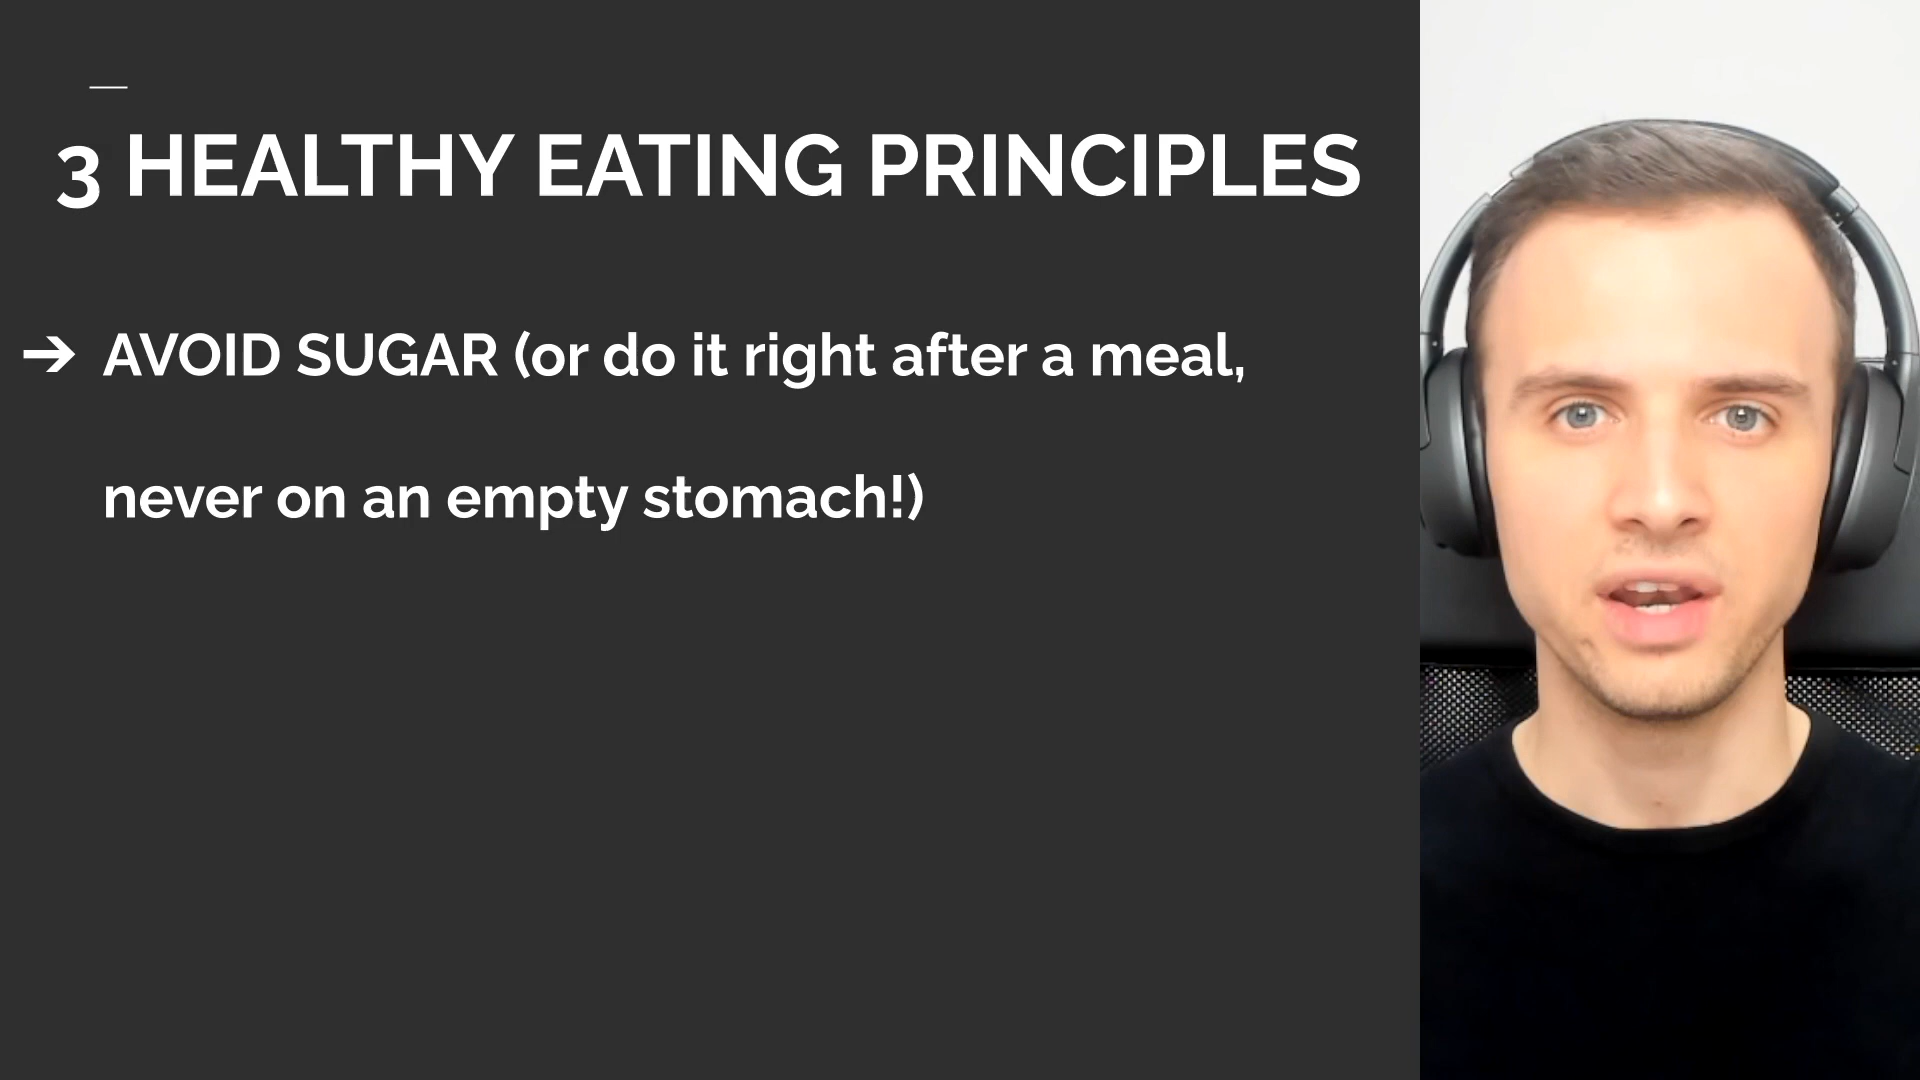 3 HEALTHY EATING PRINCIPLES
➔ AVOID SUGAR (or do it right after a meal,
never on an empty stomach!)